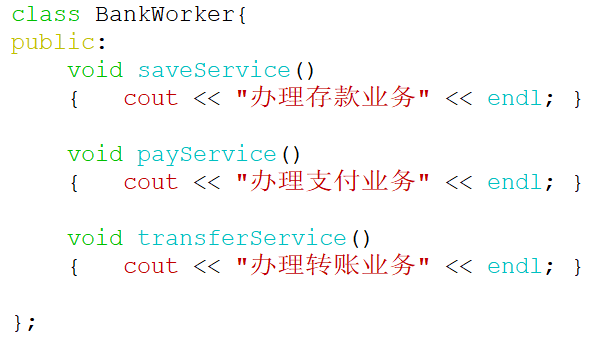 class BankWorker{
public:
    void saveService()
    {   cout << "办理存款业务" << endl; }
    void payService()
    {   cout << "办理支付业务" << endl; }
    void transferService()
    {   cout << "办理转账业务" << endl; }
};